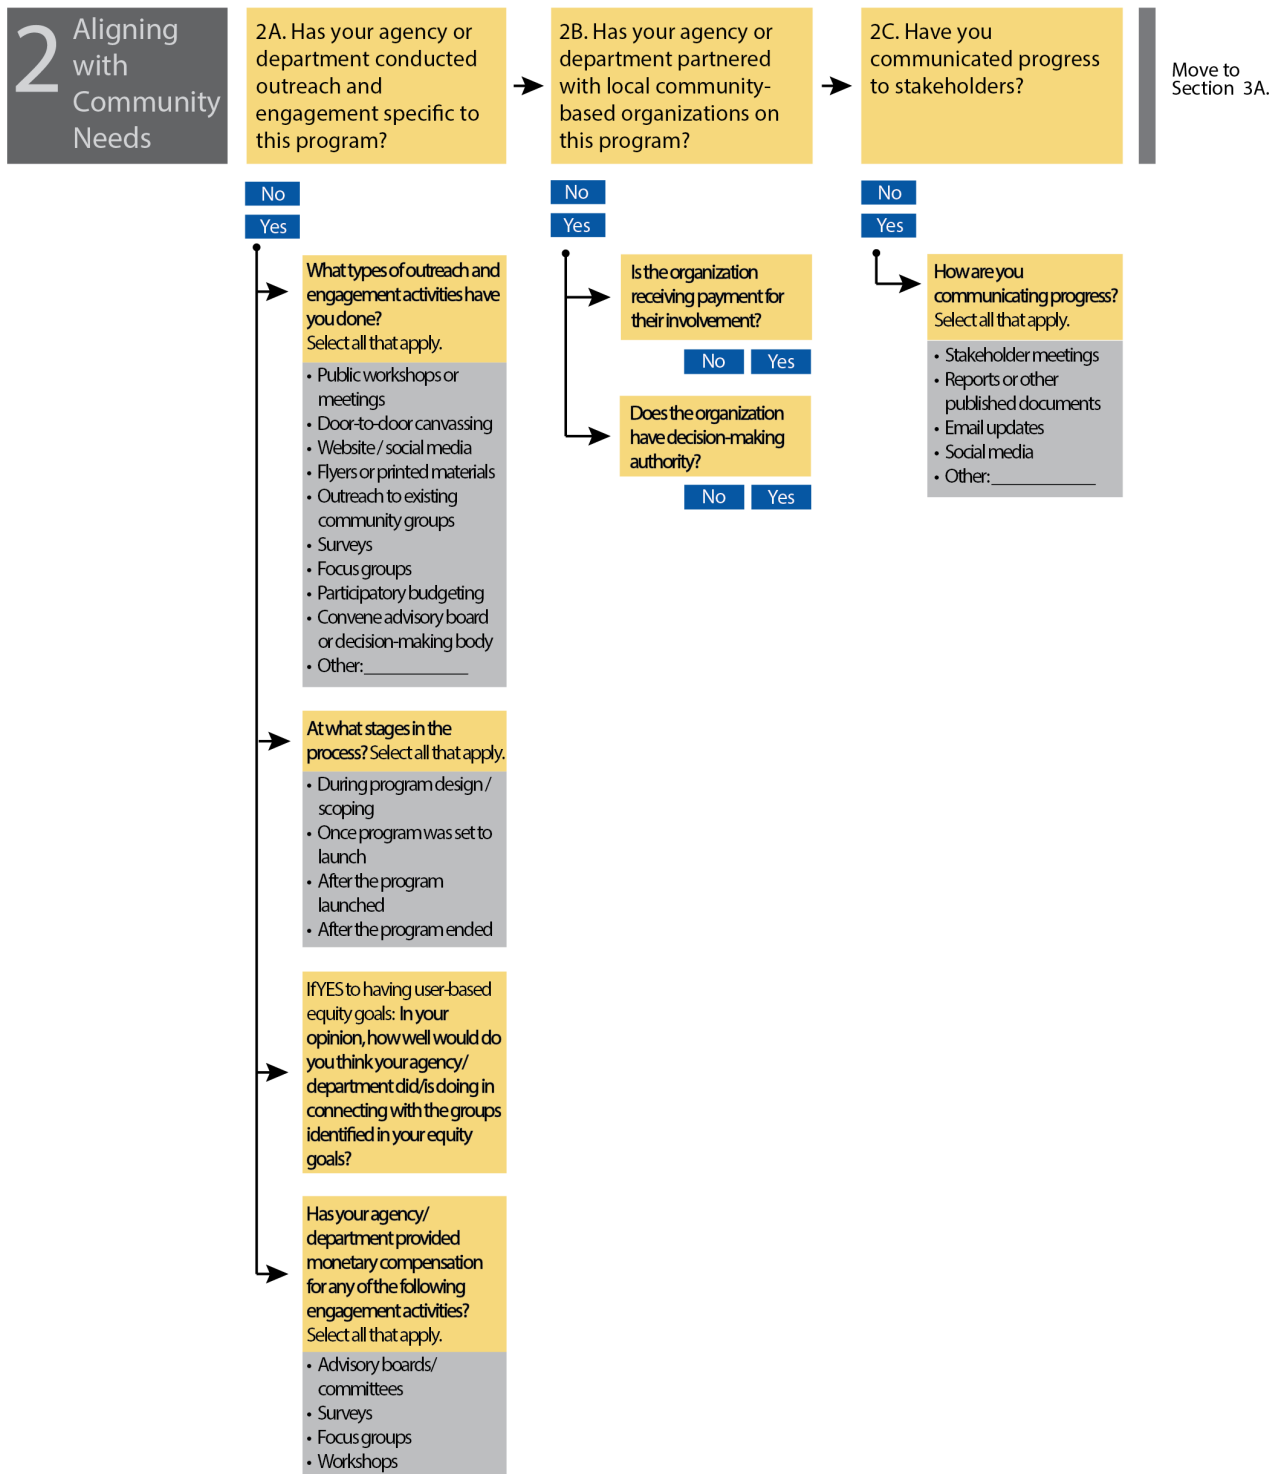 2
Aligning
with
Community
Needs
2A. Has your agency or
department conducted
outreach and
engagement specific to
this program?
2B. Has your agency or
department partnered
with local community-
based organizations on
this program?
2C. Have you
communicated progress
to stakeholders?
Move to
Section 3A.
No
Yes
What types of outreach and
engagement activities have
you done?
Select all that apply.
• Public workshops or
meetings
• Door-to-door canvassing
• Website / social media
• Flyers or printed materials
• Outreach to existing
community groups
• Surveys
• Focus groups
• Participatory budgeting
• Convene advisory board
or decision-making body
• Other: ____________
At what stages in the
process? Select all that apply.
• During program design /
scoping
• Once program was set to
launch
• After the program
launched
• After the program ended
If YES to having user-based
equity goals: In your
opinion, how well would do
you think your agency/
department did/is doing in
connecting with the groups
identified in your equity
goals?
Has your agency/
department provided
monetary compensation
for any of the following
engagement activities?
Select all that apply.
• Advisory boards/
committees
• Surveys
• Focus groups
• Workshops
No
Yes
Is the organization
receiving payment for
their involvement?
No Yes
Does the organization
have decision-making
authority?
No Yes
No
Yes
How are you
communicating progress?
Select all that apply.
• Stakeholder meetings
• Reports or other
published documents
• Email updates
• Social media
• Other: ____________